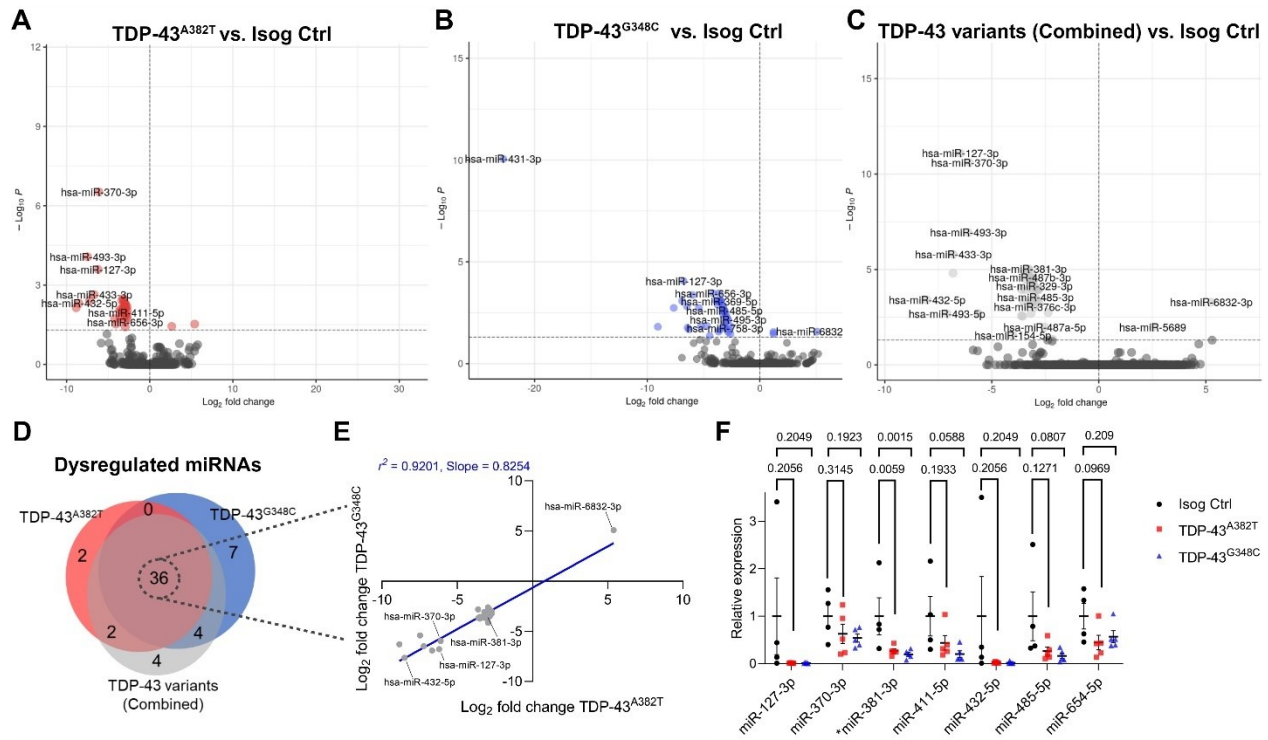 A
TDP-43A382T vs. Isog Ctrl
12
9
6
3
0
− Log10 P
hsa-miR-370-3p
hsa-miR-493-3p
hsa-miR-127-3p
hsa-miR-433-3p
hsa-miR-432-5p
hsa-miR-411-5p
hsa-miR-656-3p
-10
0
10
20
30
Log2 fold change
B
TDP-43G348C vs. Isog Ctrl
15
10
5
0
− Log10 P
hsa-miR-431-3p
hsa-miR-127-3p
hsa-miR-656-3p
hsa-miR-369-5p
hsa-miR-485-5p
hsa-miR-495-3p
hsa-miR-758-3p
hsa-miR-6832
-20
-10
0
Log2 fold change
C
TDP-43 variants (Combined) vs. Isog Ctrl
15
10
5
0
− Log10 P
hsa-miR-127-3p
hsa-miR-370-3p
hsa-miR-493-3p
hsa-miR-433-3p
hsa-miR-381-3p
hsa-miR-487b-3p
hsa-miR-329-3p
hsa-miR-432-5p
hsa-miR-485-3p
hsa-miR-6832-3p
hsa-miR-376c-3p
hsa-miR-493-5p
hsa-miR-487a-5p
hsa-miR-5689
hsa-miR-154-5p
-10
-5
0
5
Log2 fold change
D
Dysregulated miRNAs
TDP-43A382T
0
TDP-43G348C
2
7
36
2
4
4
TDP-43 variants
(Combined)
E
r2 = 0.9201, Slope = 0.8254
Log2 fold change TDP-43G348C
10
hsa-miR-6832-3p
5
-10
-5
5
10
hsa-miR-370-3p
-5
hsa-miR-381-3p
hsa-miR-127-3p
hsa-miR-432-5p
-10
Log2 fold change TDP-43A382T
F
0.2049 0.1923 0.0015 0.0588 0.2049 0.0807 0.209
0.2056 0.3145 0.0059 0.1933 0.2056 0.1271 0.0969
Relative expression
3
2
1
0
Isog Ctrl
TDP-43A382T
TDP-43G348C
miR-127-3p
miR-370-3p
*miR-381-3p
miR-411-5p
miR-432-5p
miR-485-5p
miR-654-5p